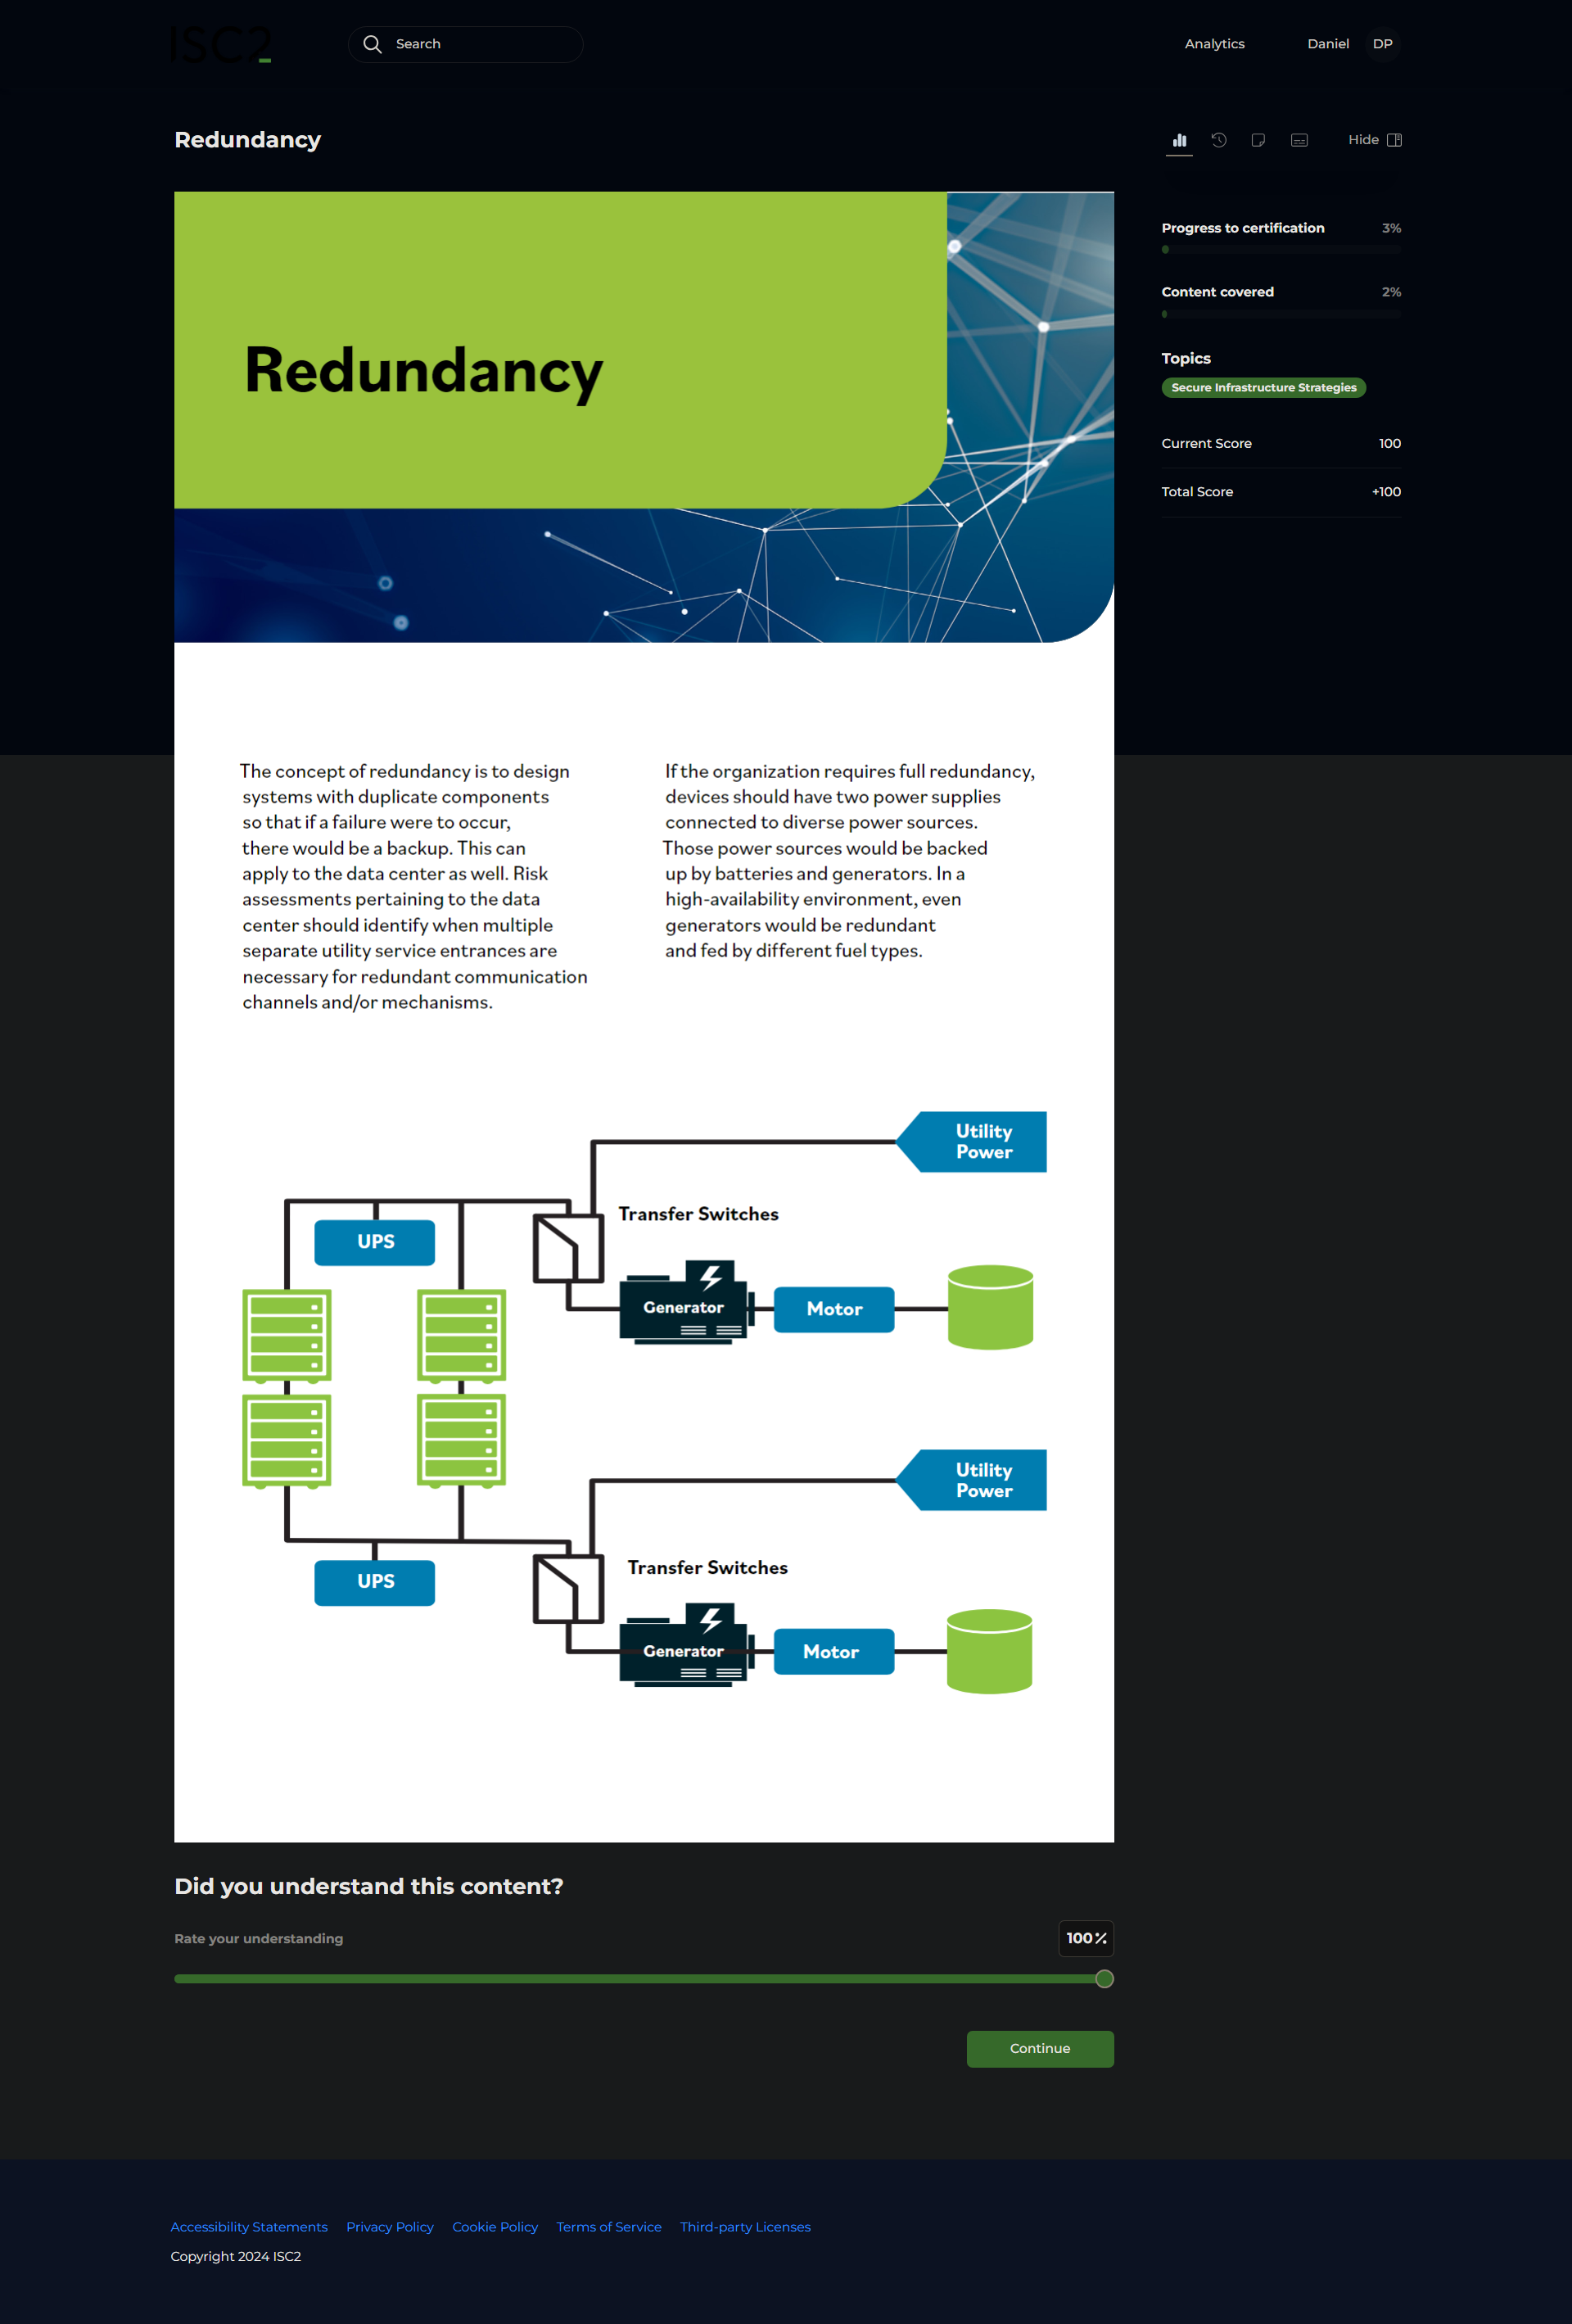 ISC2
Search
Analytics
Daniel
DP
Redundancy
Hide
Redundancy
Progress to certification
3%
Content covered
2%
Topics
Secure Infrastructure Strategies
Current Score
100
Total Score
+100
The concept of redundancy is to design
systems with duplicate components
so that if a failure were to occur,
there would be a backup. This can
apply to the data center as well. Risk
assessments pertaining to the data
center should identify when multiple
separate utility service entrances are
necessary for redundant communication
channels and/or mechanisms.
If the organization requires full redundancy,
devices should have two power supplies
connected to diverse power sources.
Those power sources would be backed
up by batteries and generators. In a
high-availability environment, even
generators would be redundant
and fed by different fuel types.
Utility
Power
Transfer Switches
UPS
Generator
Motor
Utility
Power
Transfer Switches
UPS
Generator
Motor
Did you understand this content?
Rate your understanding
100%
Continue
Accessibility Statements
Privacy Policy
Cookie Policy
Terms of Service
Third-party Licenses
Copyright 2024 ISC2